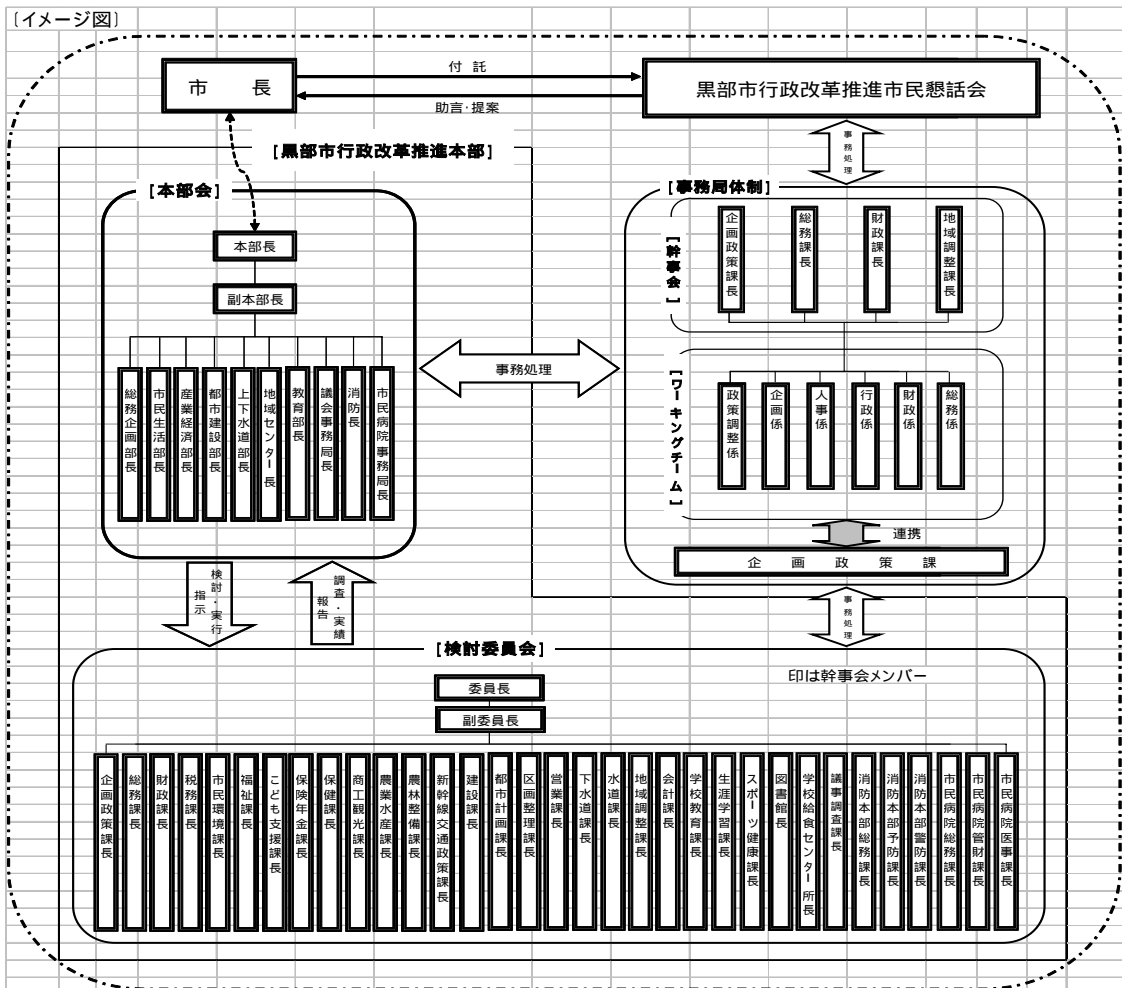 [イメージ図]
市 長
付 託
助言・提案
黒部市行政改革推進市民懇話会
事務処理
[黒部市行政改革推進本部]
[本部会]
本部長
副本部長
総務企画部長
市民生活部長
産業経済部長
都市建設部長
上下水道部長
地域センター長
教育部長
議会事務局長
消防長
市民病院事務局長
事務処理
[事務局体制]
[幹事会]
企画政策課長
総務課長
財政課長
地域調整課長
[ワーキングチーム]
政策調整係
企画係
人事係
行政係
財政係
総務係
連携
企 画 政 策 課
検討・実行
指示
調査・実績
報告
事務処理
[検討委員会]
印は幹事会メンバー
委員長
副委員長
企画政策課長
総務課長
財政課長
税務課長
市民環境課長
福祉課長
こども支援課長
保険年金課長
保健課長
商工観光課長
農業水産課長
農林整備課長
新幹線交通政策課長
建設課長
都市計画課長
区画整理課長
営業課長
下水道課長
水道課長
地域調整課長
会計課長
学校教育課長
生涯学習課長
スポーツ健康課長
図書館長
学校給食センター所長
議事調査課長
消防本部総務課長
消防本部予防課長
消防本部警防課長
市民病院総務課長
市民病院管財課長
市民病院医事課長